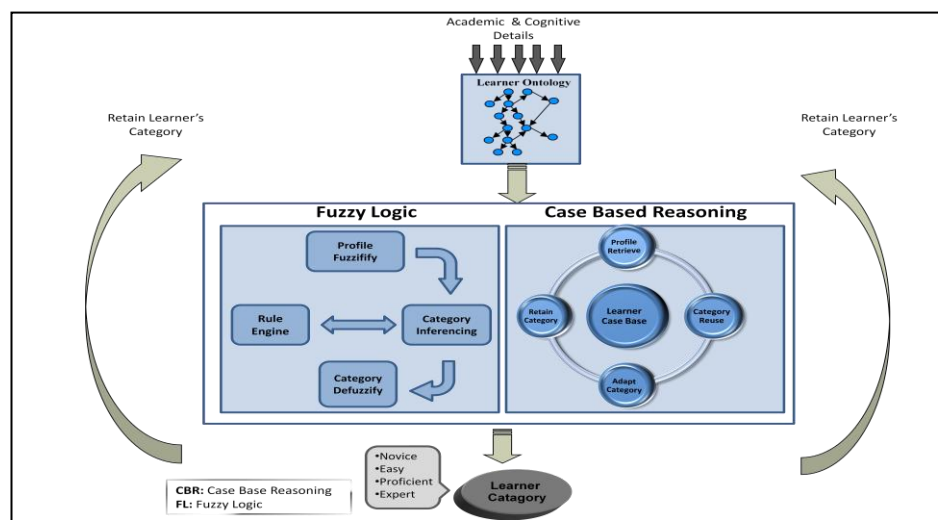 Academic & Cognitive
Details
Learner Ontology
Retain Learner's
Category
Retain Learner's
Category
Fuzzy Logic
Profile
Fuzzifify
Rule
Engine
Category
Inferencing
Category
Defuzzify
Case Based Reasoning
Profile
Retrieve
Retain
Category
Learner
Case Base
Category
Reuse
Adapt
Category
•Novice
•Easy
•Proficient
•Expert
Learner
Catagory
CBR: Case Base Reasoning
FL: Fuzzy Logic